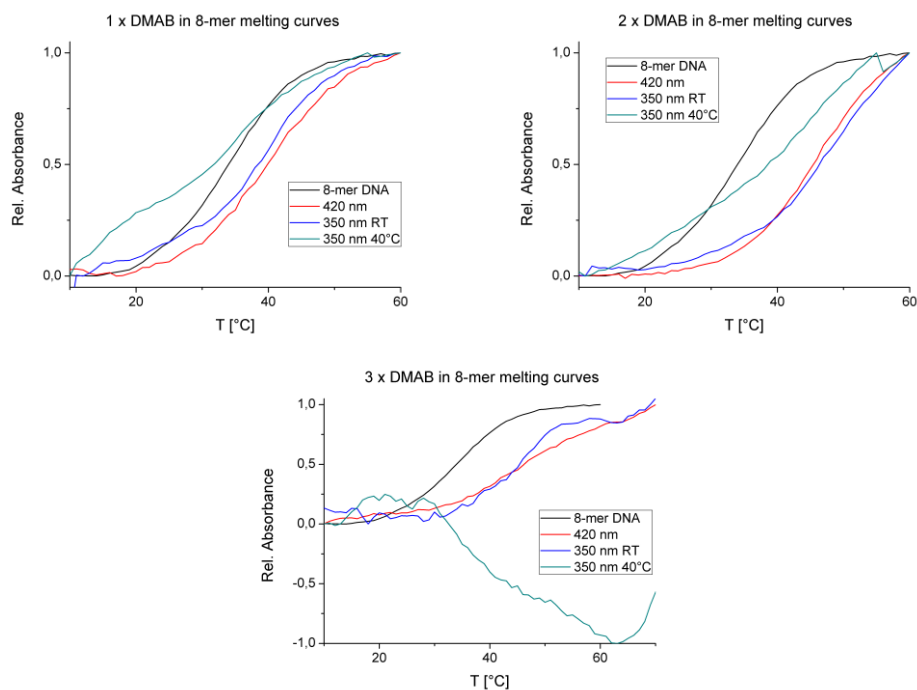 1 x DMAB in 8-mer melting curves
1,0
0,5
0,0
Rel. Absorbance
8-mer DNA
420 nm
350 nm RT
350 nm 40°C
20
40
60
T [°C]
2 x DMAB in 8-mer melting curves
1,0
0,5
0,0
Rel. Absorbance
8-mer DNA
420 nm
350 nm RT
350 nm 40°C
20
40
60
T [°C]
3 x DMAB in 8-mer melting curves
1,0
0,5
0,0
-0,5
-1,0
Rel. Absorbance
8-mer DNA
420 nm
350 nm RT
350 nm 40°C
20
40
60
T [°C]